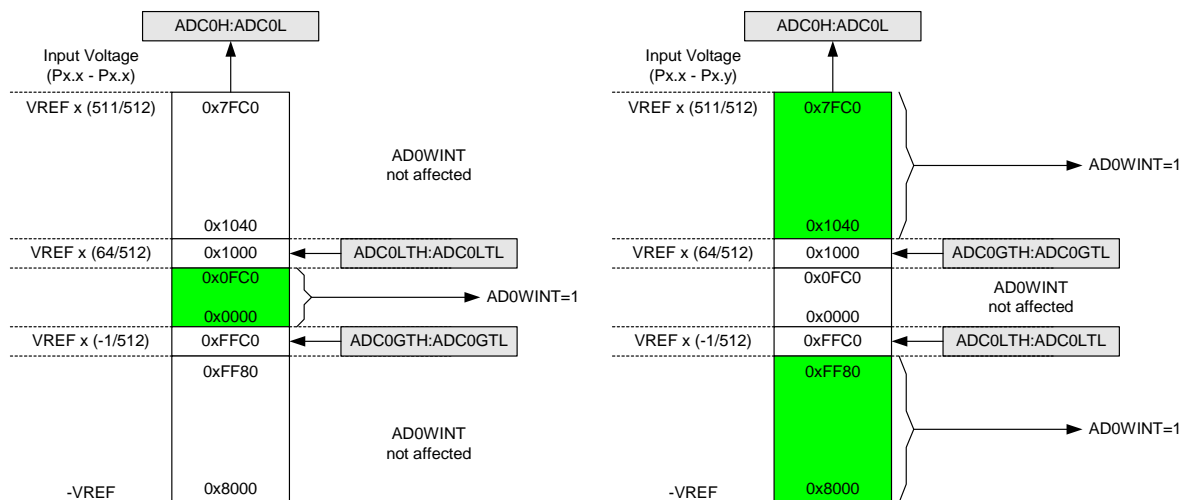 ADC0H:ADC0L
Input Voltage
(Px.x - Px.x)
VREF x (511/512)
0x7FC0
AD0WINT
not affected
0x1040
VREF x (64/512)
0x1000
ADC0LTH:ADC0LTL
0x0FC0
AD0WINT=1
0x0000
VREF x (-1/512)
0xFFC0
ADC0GTH:ADC0GTL
0xFF80
AD0WINT
not affected
-VREF
0x8000
ADC0H:ADC0L
Input Voltage
(Px.x - Px.y)
VREF x (511/512)
0x7FC0
AD0WINT=1
0x1040
VREF x (64/512)
0x1000
ADC0GTH:ADC0GTL
0x0FC0
AD0WINT
not affected
0x0000
VREF x (-1/512)
0xFFC0
ADC0LTH:ADC0LTL
0xFF80
AD0WINT=1
-VREF
0x8000